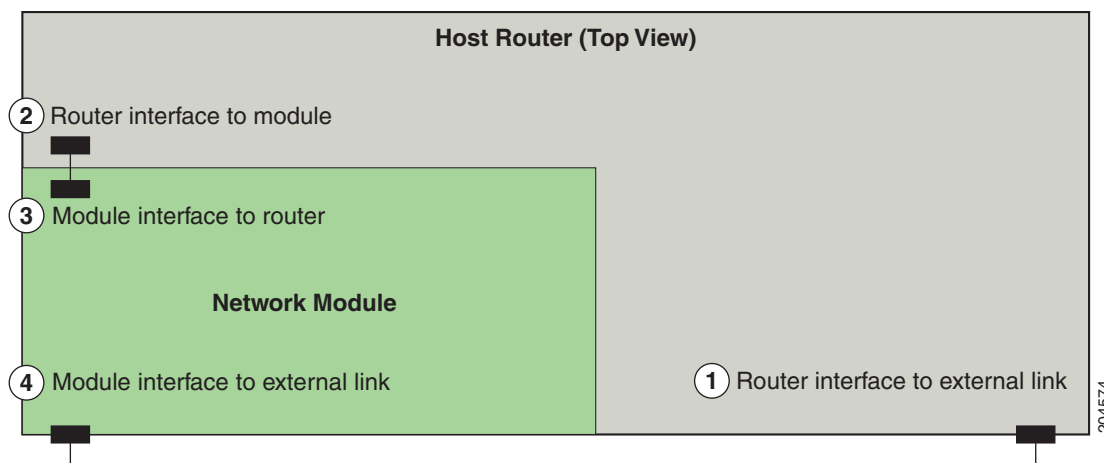 Host Router (Top View)
2 Router interface to module
3 Module interface to router
Network Module
4 Module interface to external link
1 Router interface to external link
204574